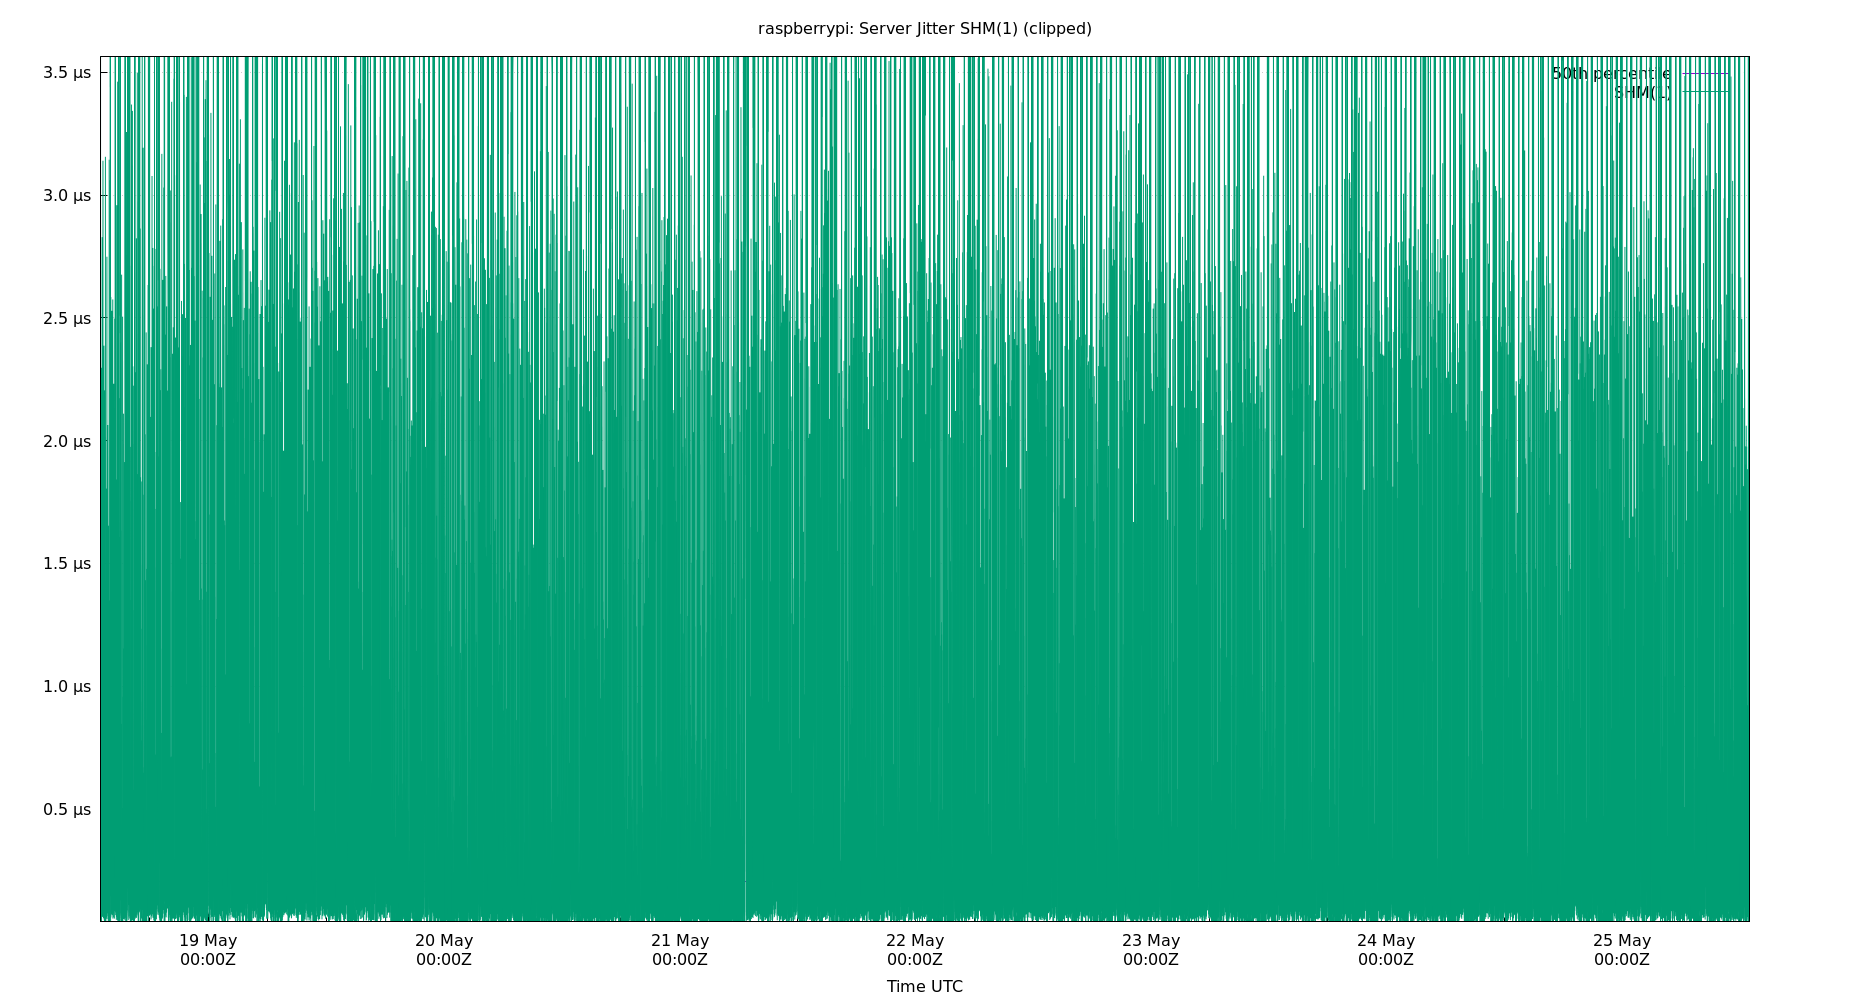 raspberrypi: Server Jitter SHM(1) (clipped)
3.5 µs
50th percentile
SHM(1)
3.0 µs
2.5 µs
2.0 µs
1.5 µs
1.0 µs
0.5 µs
19 May
00:00Z
20 May
00:00Z
21 May
00:00Z
22 May
00:00Z
23 May
00:00Z
24 May
00:00Z
25 May
00:00Z
Time UTC